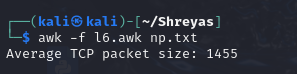 ┌──(kali㉿kali)-[~/Shreyas]
└─$ awk -f l6.awk np.txt
Average TCP packet size: 1455